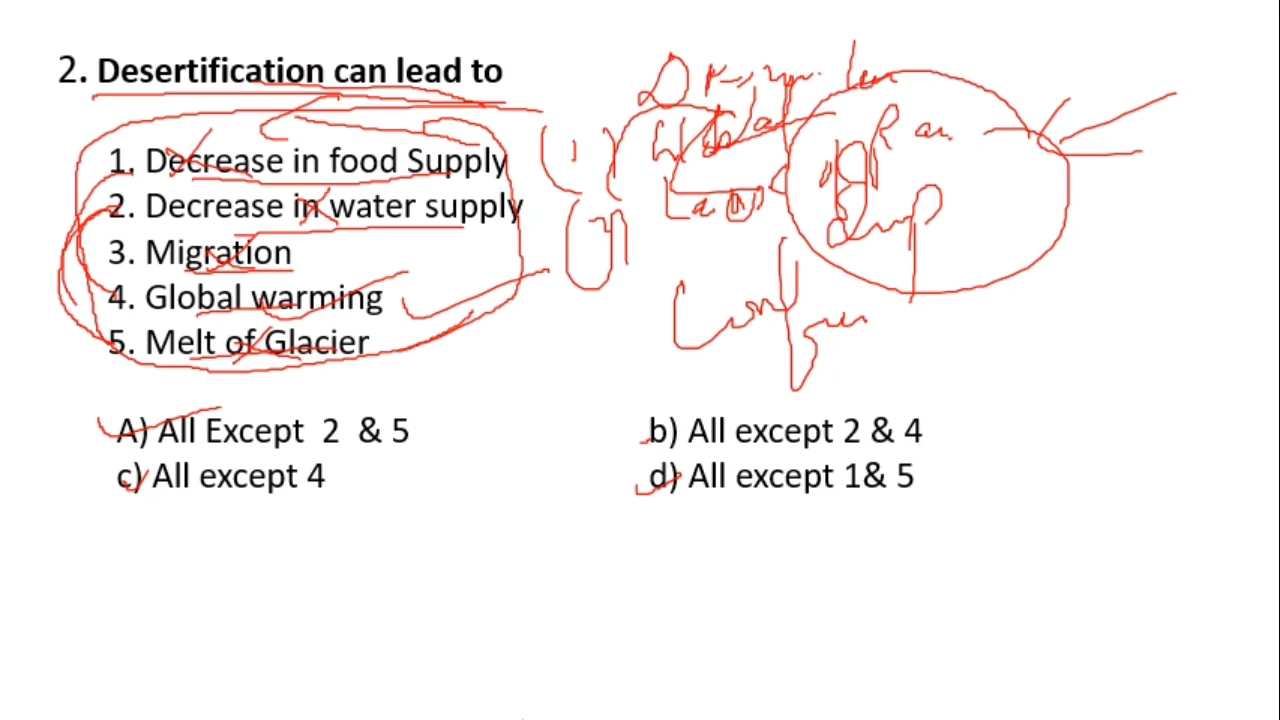 2. Desertification can lead to
1. Decrease in food Supply
2. Decrease in water supply
3. Migration
4. Global warming
5. Melt of Glacier
A) All Except 2 & 5
b) All except 2 & 4
c) All except 4
d) All except 1& 5